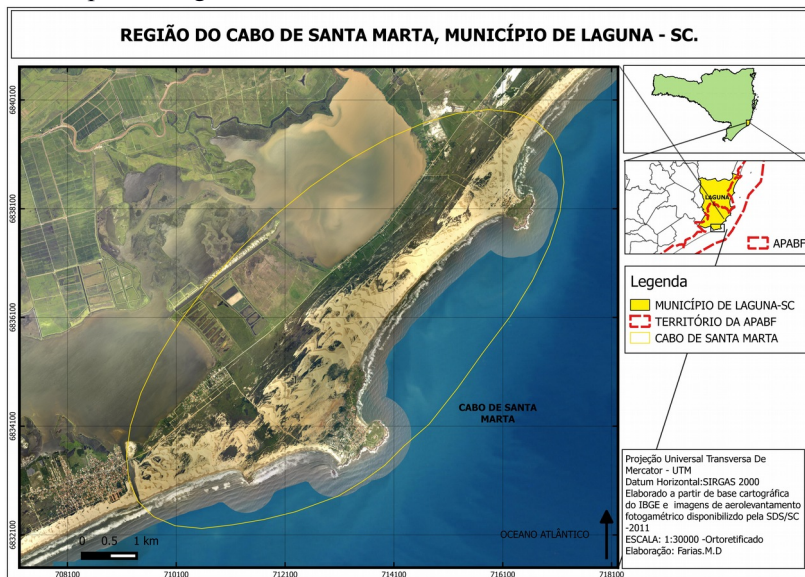 REGIÃO DO CABO DE SANTA MARTA, MUNICÍPIO DE LAGUNA - SC.
6840100
6838100
6836100
6834100
6832100
CABO DE SANTA
MARTA
OCEANO ATLÂNTICO
0 0.5 1 km
708100 710100 712100 714100 716100 718100
LAGUNA
APABF
Legenda
MUNICÍPIO DE LAGUNA-SC
TERRITÓRIO DA APABF
CABO DE SANTA MARTA
Projeção Universal Transversa De
Mercator - UTM
Datum Horizontal:SIRGAS 2000
Elaborado a partir de base cartográfica
do IBGE e imagens de aerolevantamento
fotogamétrico disponibilizdo pela SDS/SC
-2011
ESCALA: 1:30000 -Ortoretificado
Elaboração: Farias.M.D